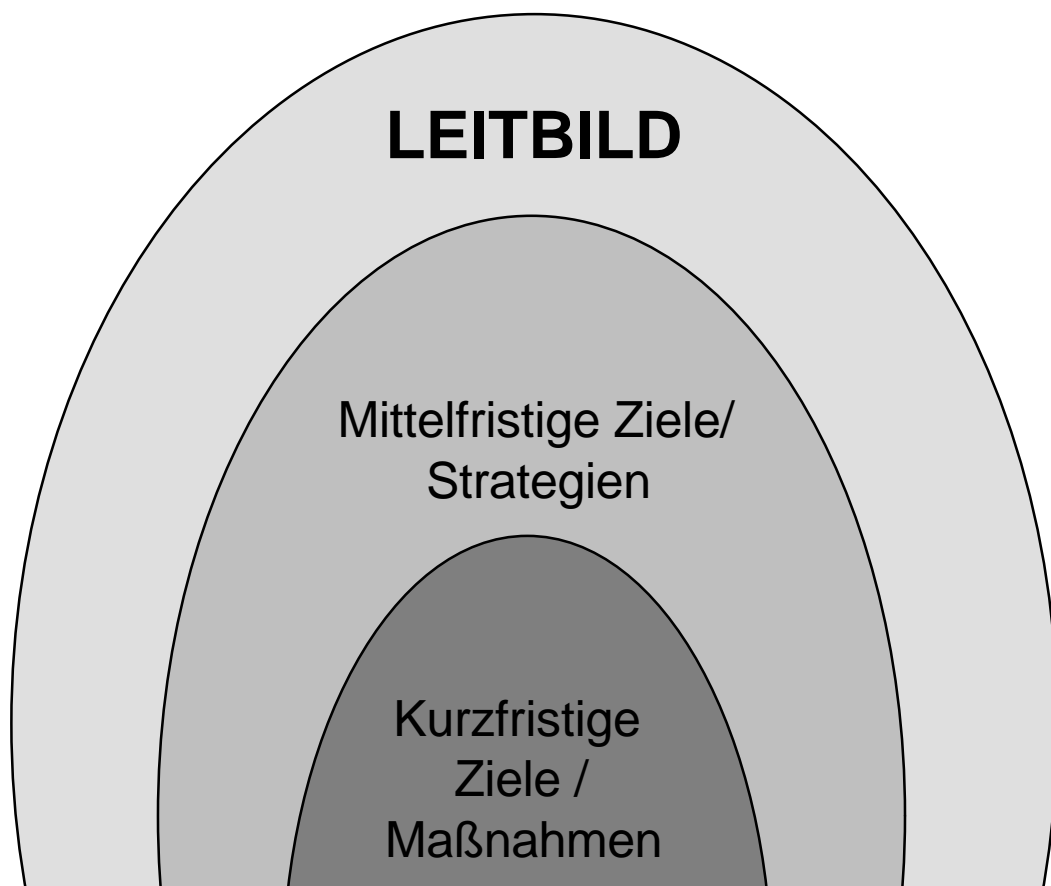 LEITBILD
Mittelfristige Ziele/
Strategien
Kurzfristige
Ziele /
Maßnahmen